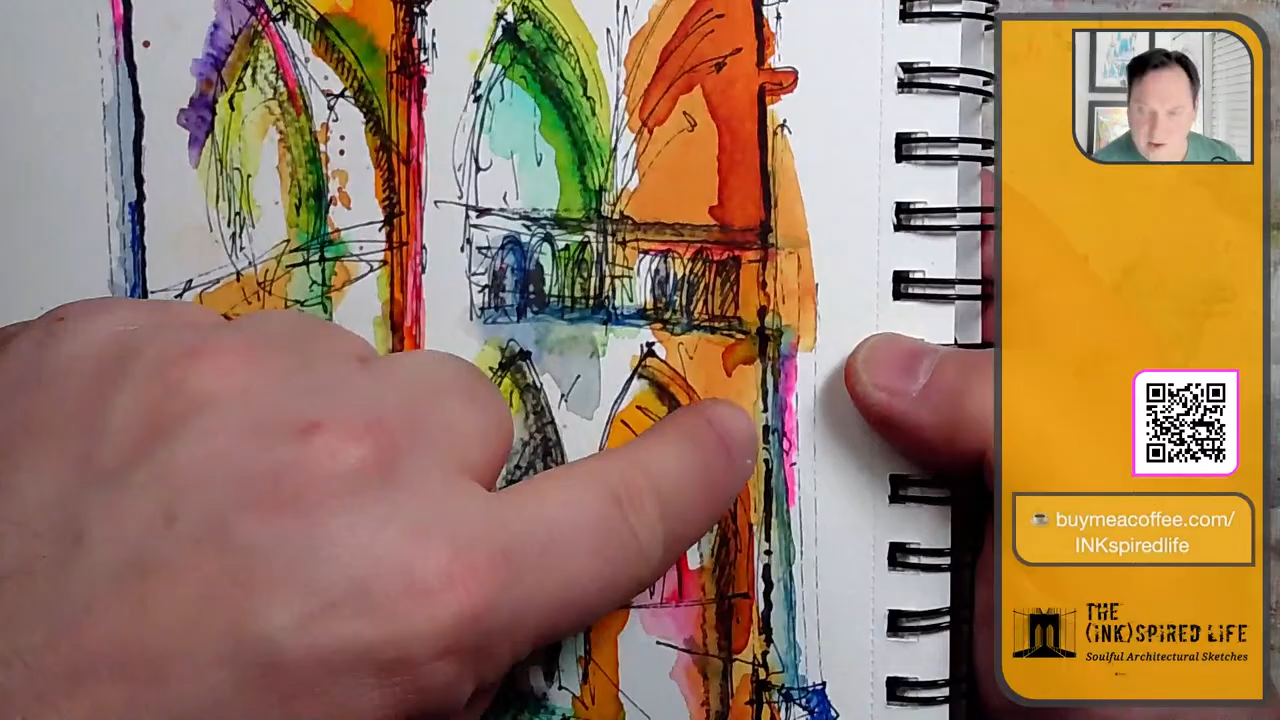 buymeacoffee.com/
INKspiredlife
THE
(INK)SPIRED LIFE
Soulful Architectural Sketches